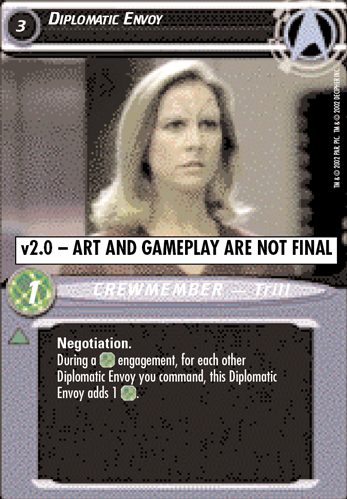 3 DIPLOMATIC ENVOY
TM & © 2002 PAR. PIC. TM & © 2002 DECIPHER INC.
v2.0 – ART AND GAMEPLAY ARE NOT FINAL
1 CREWMEMBER — Trill
Negotiation.
During a engagement, for each other
Diplomatic Envoy you command, this Diplomatic
Envoy adds 1 .